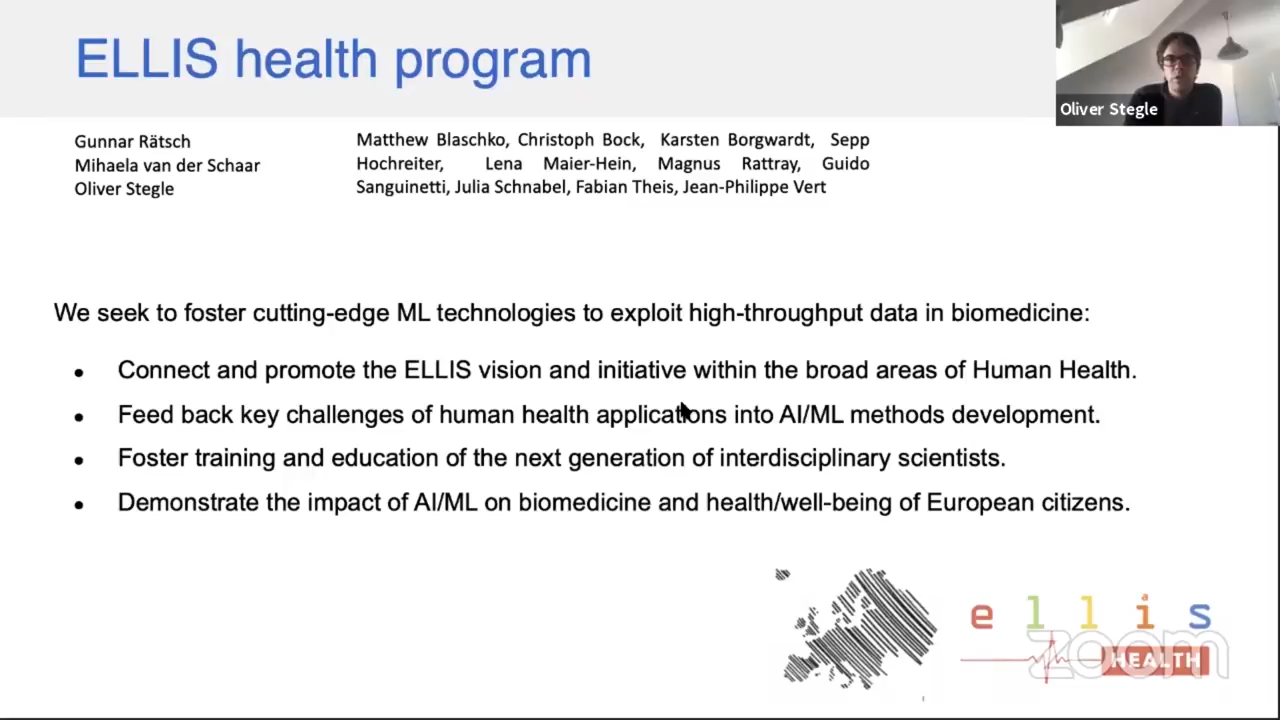 ELLIS health program
Oliver Stegle
Gunnar Rätsch
Mihaela van der Schaar
Oliver Stegle
Matthew Blaschko, Christoph Bock, Karsten Borgwardt, Sepp
Hochreiter, Lena Maier-Hein, Magnus Rattray, Guido
Sanguinetti, Julia Schnabel, Fabian Theis, Jean-Philippe Vert
We seek to foster cutting-edge ML technologies to exploit high-throughput data in biomedicine:
• Connect and promote the ELLIS vision and initiative within the broad areas of Human Health.
• Feed back key challenges of human health applications into AI/ML methods development.
• Foster training and education of the next generation of interdisciplinary scientists.
• Demonstrate the impact of AI/ML on biomedicine and health/well-being of European citizens.
ellis
zoom
HEALTH